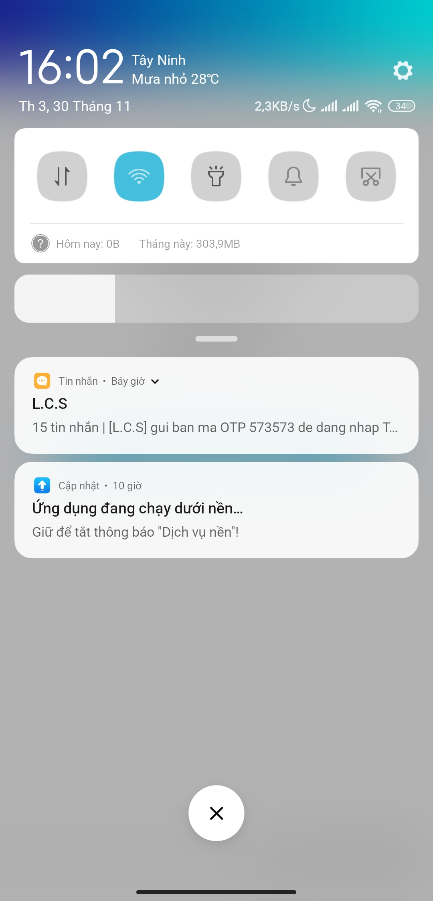 16:02
Tây Ninh
Mưa nhỏ 28℃
Th 3, 30 Tháng 11
2,3KB/s
34
Hôm nay: 0B Tháng này: 303,9MB
Tin nhắn • Bây giờ
L.C.S
15 tin nhắn | [L.C.S] gui ban ma OTP 573573 de dang nhap T...
Cập nhật • 10 giờ
Ứng dụng đang chạy dưới nền...
Giữ để tắt thông báo "Dịch vụ nền"!